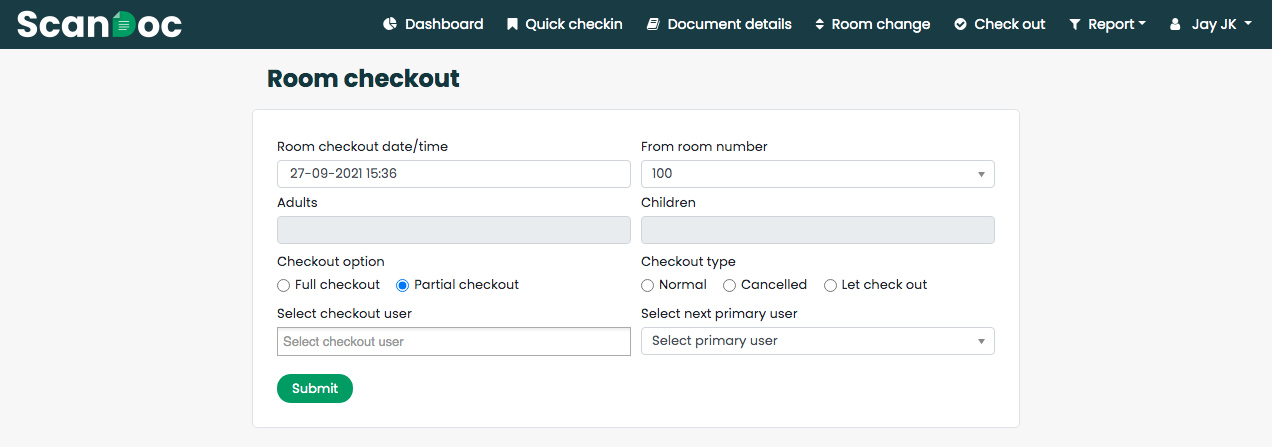 ScanDoc Dashboard Quick checkin Document details Room change Check out Report Jay JK
Room checkout
Room checkout date/time From room number
27-09-2021 15:36 100
Adults Children
Checkout option Checkout type
Full checkout Partial checkout Normal Cancelled Let check out
Select checkout user Select next primary user
Select checkout user Select primary user
Submit